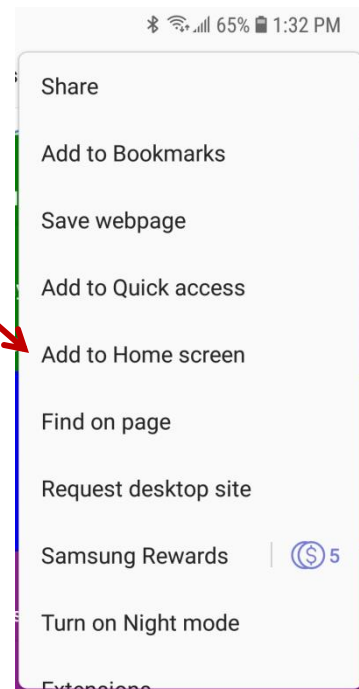 65% 1:32 PM
Share
Add to Bookmarks
Save webpage
Add to Quick access
Add to Home screen
Find on page
Request desktop site
Samsung Rewards $ 5
Turn on Night mode
Extensions